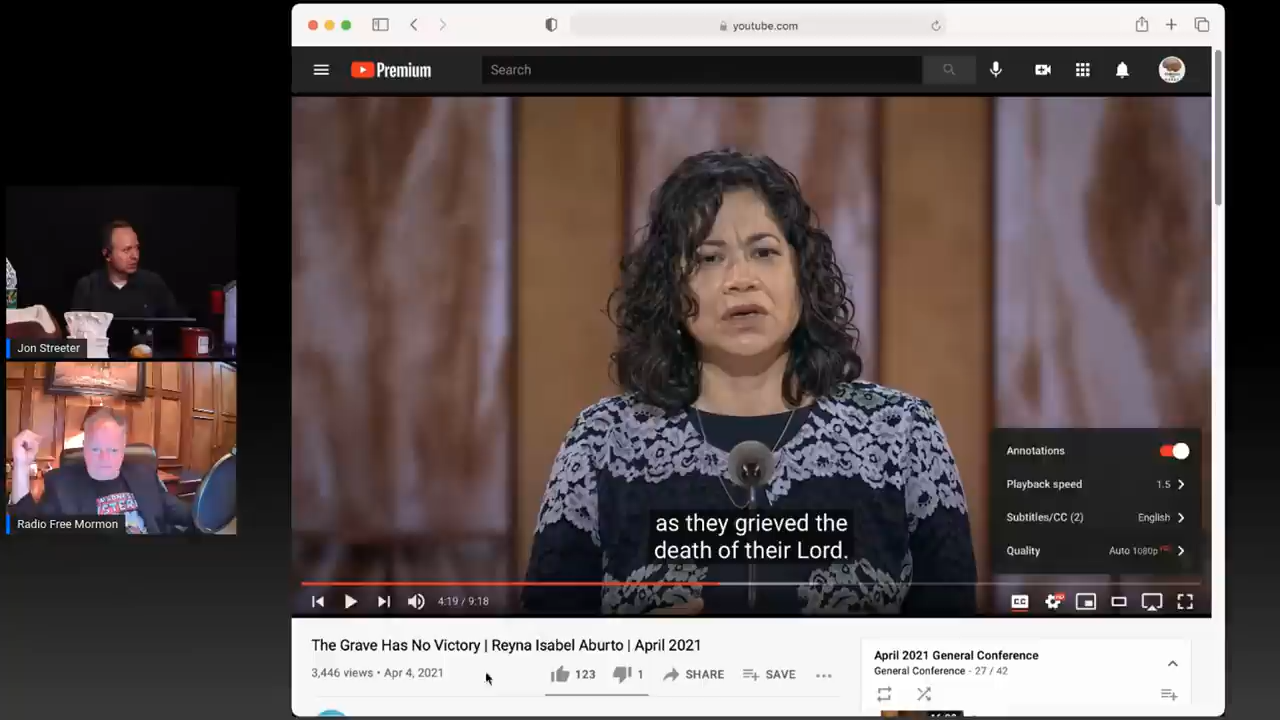 youtube.com
Premium
Search
Jon Streeter
Radio Free Mormon
Annotations
Playback speed 1.5
Subtitles/CC (2) English
Quality Auto 1080p
as they grieved the
death of their Lord.
4:19 / 9:18
CC
The Grave Has No Victory | Reyna Isabel Aburto | April 2021
3,446 views • Apr 4, 2021
123
1
SHARE
SAVE
April 2021 General Conference
General Conference - 27 / 42